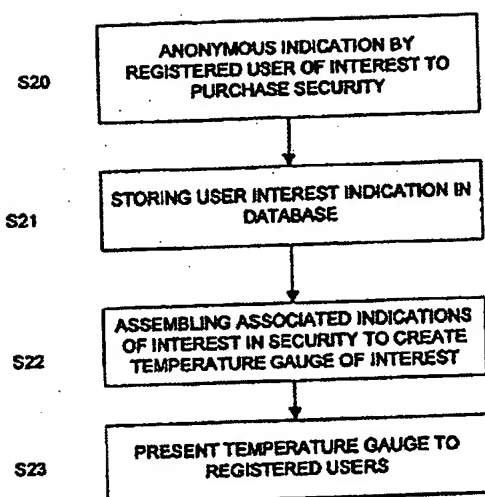 S20
ANONYMOUS INDICATION BY
REGISTERED USER OF INTEREST TO
PURCHASE SECURITY
S21
STORING USER INTEREST INDICATION IN
DATABASE
S22
ASSEMBLING ASSOCIATED INDICATIONS
OF INTEREST IN SECURITY TO CREATE
TEMPERATURE GAUGE OF INTEREST
S23
PRESENT TEMPERATURE GAUGE TO
REGISTERED USERS